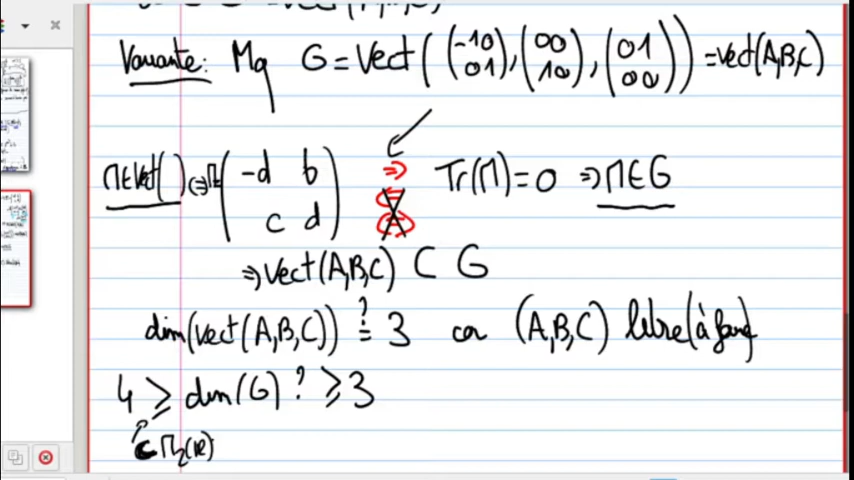 Variante: Mq G = Vect( (-1 0 0 1), (0 0 1 0), (0 1 0 0) ) = vect(A,B,C)
M∈Vect( ) ⇔ M = ( -d b c d ) ⇒ Tr(M) = 0 ⇒ M∈G
⇒ vect(A,B,C) ⊂ G
dim(vect(A,B,C)) ?= 3 car (A,B,C) libre (à faire)
4 ≥ dim(G) ? ≥ 3
⊂ M2(R)